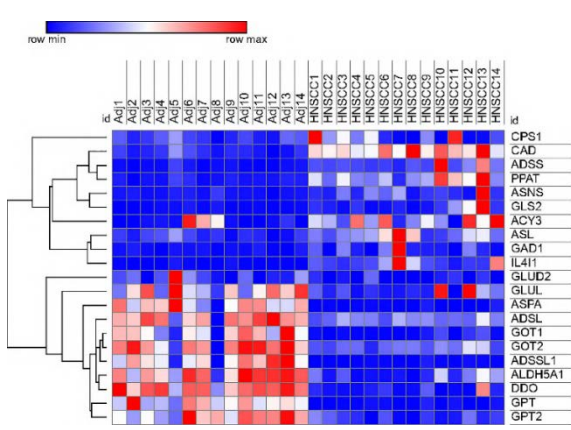 row min row max
id Adj1 Adj2 Adj3 Adj4 Adj5 Adj6 Adj7 Adj8 Adj9 Adj10 Adj11 Adj12 Adj13 Adj14 HNSCC1 HNSCC2 HNSCC3 HNSCC4 HNSCC5 HNSCC6 HNSCC7 HNSCC8 HNSCC9 HNSCC10 HNSCC11 HNSCC12 HNSCC13 HNSCC14 id
CPS1
CAD
ADSS
PPAT
ASNS
GLS2
ACY3
ASL
GAD1
IL4I1
GLUD2
GLUL
ASPA
ADSL
GOT1
GOT2
ADSSL1
ALDH5A1
DDO
GPT
GPT2